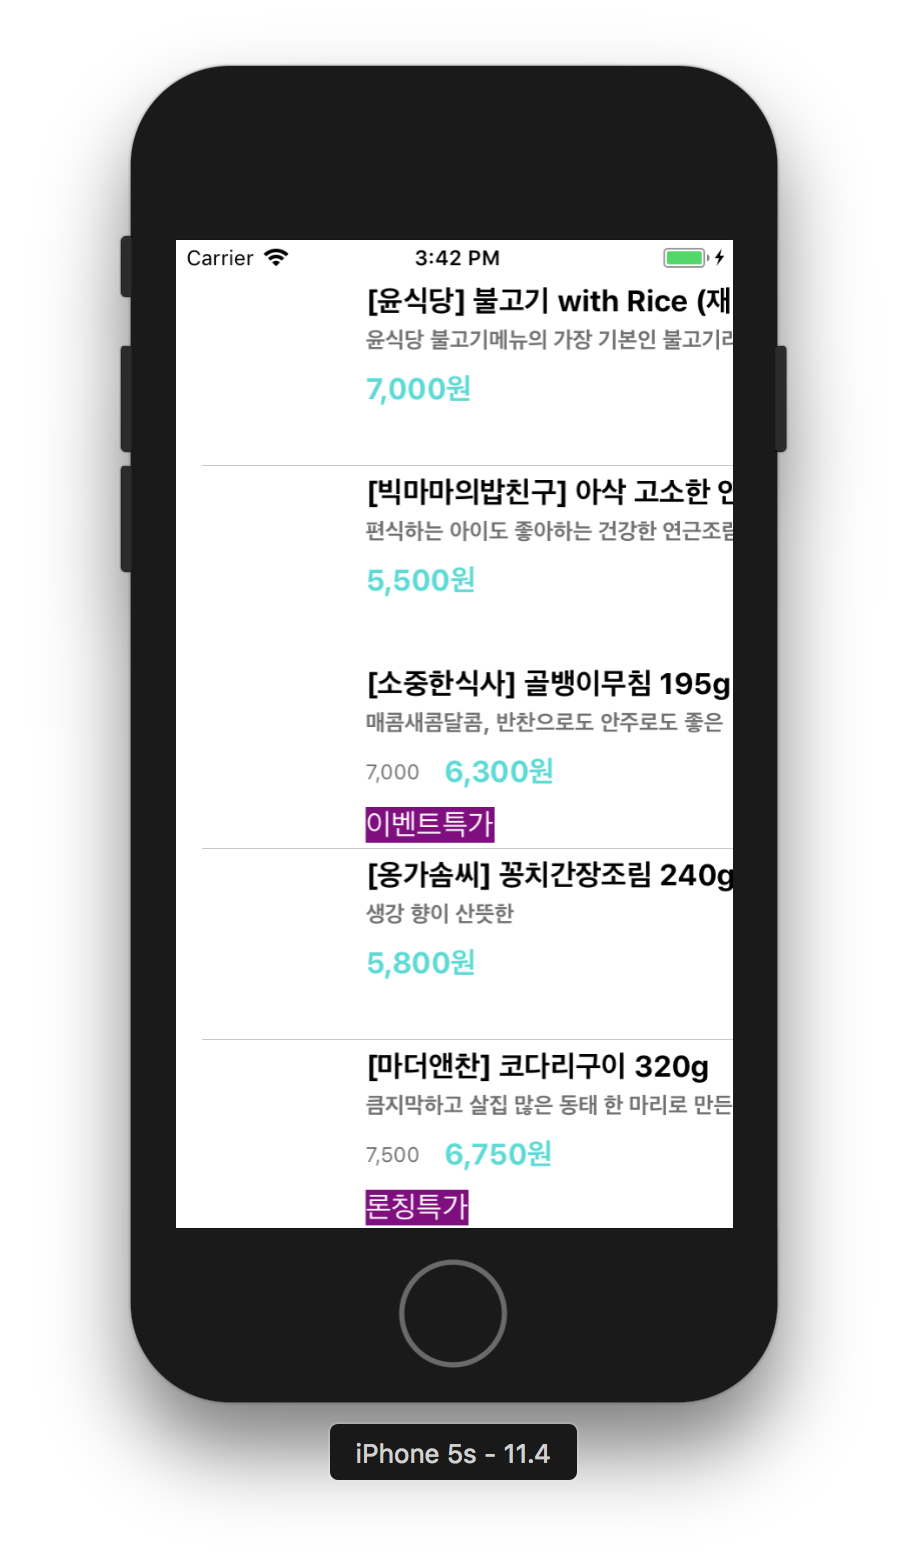 Carrier 3:42 PM
[윤식당] 불고기 with Rice (재
윤식당 불고기메뉴의 가장 기본인 불고기
7,000원
[빅마마의밥친구] 아삭 고소한
편식하는 아이도 좋아하는 건강한 연근조림
5,500원
[소중한식사] 골뱅이무침 195g
매콤새콤달콤, 반찬으로도 안주로도 좋은
7,000 6,300원
이벤트특가
[옹가솜씨] 꽁치간장조림 240g
생강 향이 산뜻한
5,800원
[마더앤찬] 코다리구이 320g
큼지막하고 살집 많은 동태 한 마리로 만든
7,500 6,750원
론칭특가
iPhone 5s - 11.4